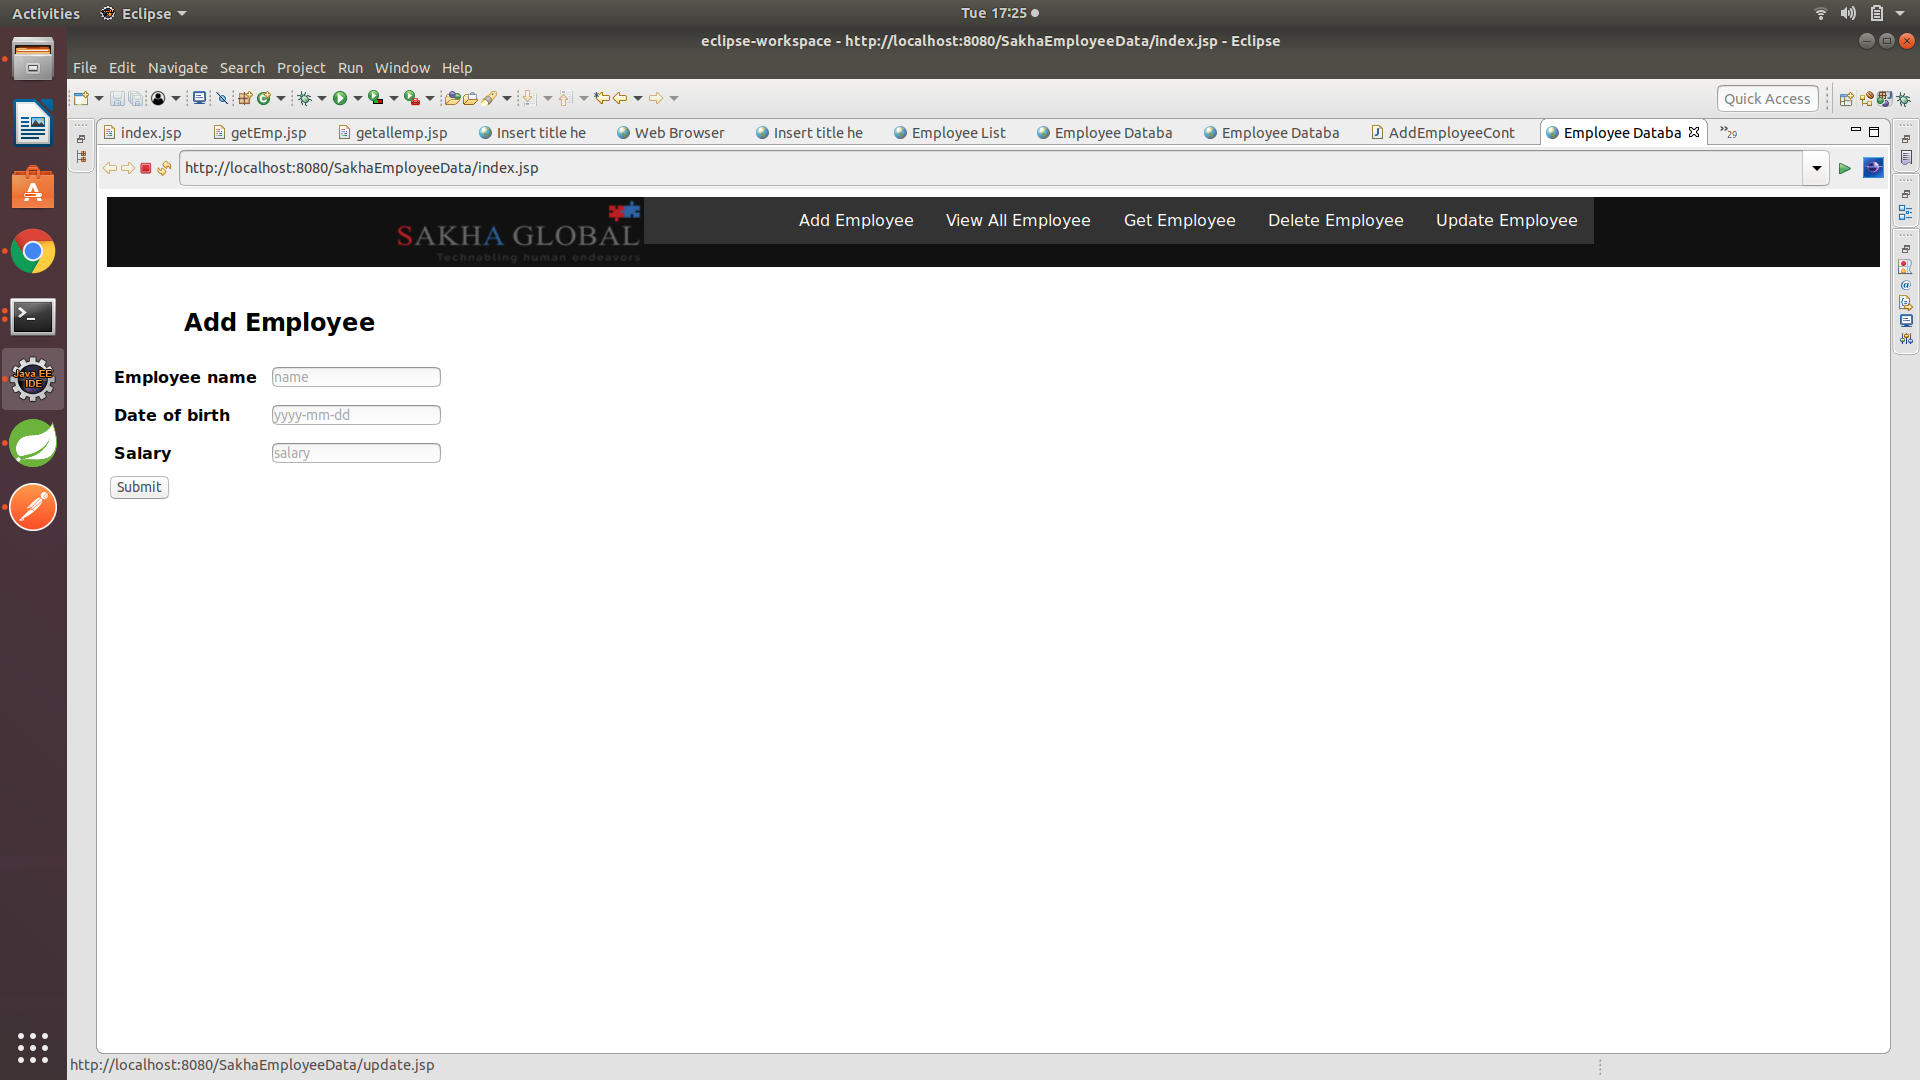 Activities Eclipse Tue 17:25
eclipse-workspace - http://localhost:8080/SakhaEmployeeData/index.jsp - Eclipse
File Edit Navigate Search Project Run Window Help
Quick Access
index.jsp getEmp.jsp getallemp.jsp Insert title he Web Browser Insert title he Employee List Employee Databa Employee Databa AddEmployeeCont Employee Databa 29
http://localhost:8080/SakhaEmployeeData/index.jsp
SAKHA GLOBAL
Technabling human endeavors
Add Employee View All Employee Get Employee Delete Employee Update Employee
Add Employee
Employee name name
Date of birth yyyy-mm-dd
Salary salary
Submit
Java EE
IDE
http://localhost:8080/SakhaEmployeeData/update.jsp